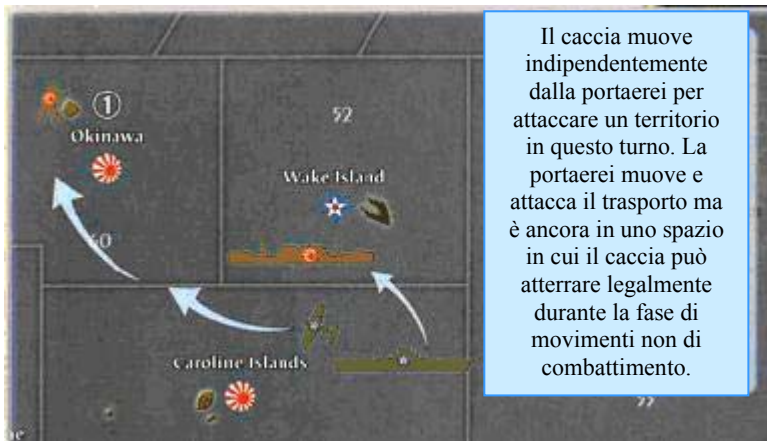 Il caccia muove
indipendentemente
dalla portaerei per
attaccare un territorio
in questo turno. La
portaerei muove e
attacca il trasporto ma
è ancora in uno spazio
in cui il caccia può
atterrare legalmente
durante la fase di
movimenti non di
combattimento.
1
Okinawa
52
Wake Island
60
Caroline Islands